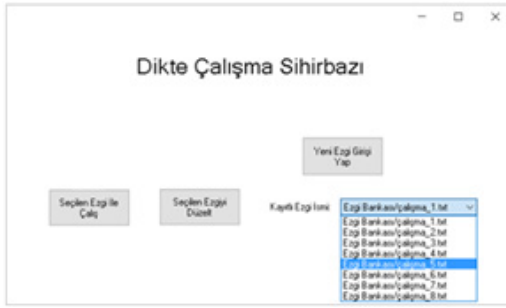 Dikte Çalışma Sihirbazı
Yeni Ezgi Girişi
Yap
Seçilen Ezgi İle
Çalış
Seçilen Ezgiyi
Düzelt
Kayıtlı Ezgi İsmi:
Ezgi Bankası/çalışma_1.txt
Ezgi Bankası/çalışma_1.txt
Ezgi Bankası/çalışma_2.txt
Ezgi Bankası/çalışma_3.txt
Ezgi Bankası/çalışma_4.txt
Ezgi Bankası/çalışma_5.txt
Ezgi Bankası/çalışma_6.txt
Ezgi Bankası/çalışma_7.txt
Ezgi Bankası/çalışma_8.txt